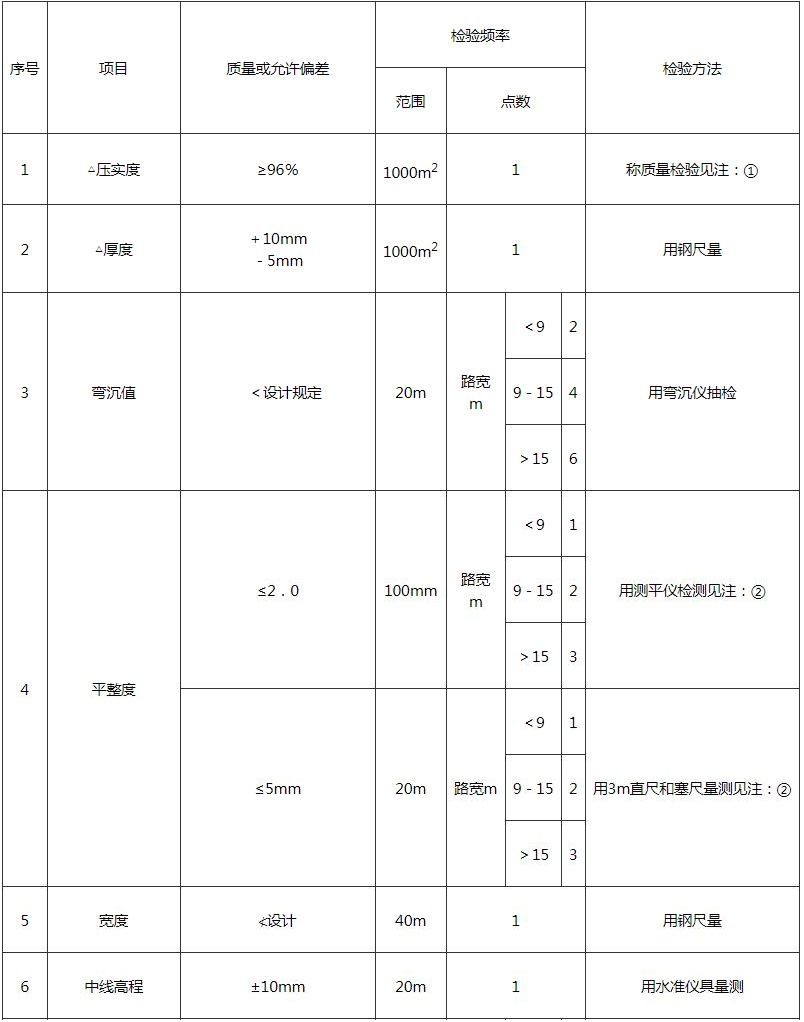 序号 项目 质量或允许偏差 检验频率 检验方法
范围 点数
1 △压实度 ≥96% 1000m² 1 称质量检验见注：①
2 △厚度 +10mm 1000m² 1 用钢尺量
-5mm
3 弯沉值 <设计规定 20m 路宽 m <9 2 用弯沉仪抽检
9-15 4
>15 6
4 平整度 ≤2．0 100mm 路宽 m <9 1 用测平仪检测见注：②
9-15 2
>15 3
≤5mm 20m 路宽m <9 1 用3m直尺和塞尺量测见注：②
9-15 2
>15 3
5 宽度 ≮设计 40m 1 用钢尺量
6 中线高程 ±10mm 20m 1 用水准仪具量测